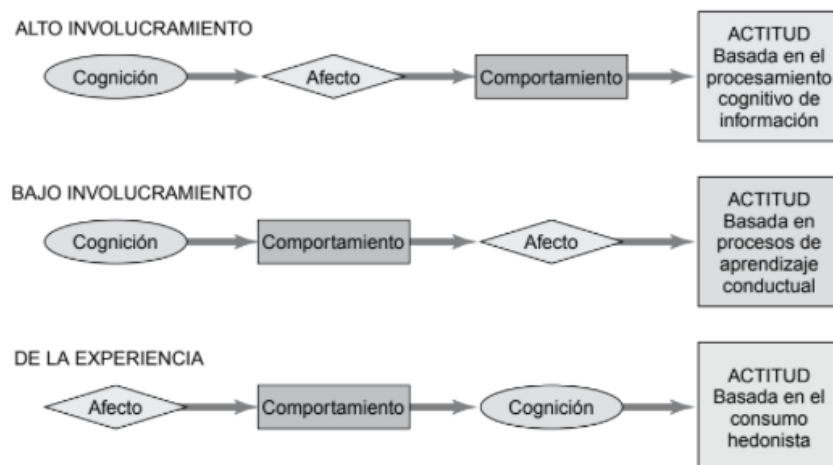 ALTO INVOLUCRAMIENTO
Cognición
Afecto
Comportamiento
ACTITUD
Basada en el
procesamiento
cognitivo de
información
BAJO INVOLUCRAMIENTO
Cognición
Comportamiento
Afecto
ACTITUD
Basada en
procesos de
aprendizaje
conductual
DE LA EXPERIENCIA
Afecto
Comportamiento
Cognición
ACTITUD
Basada en el
consumo
hedonista